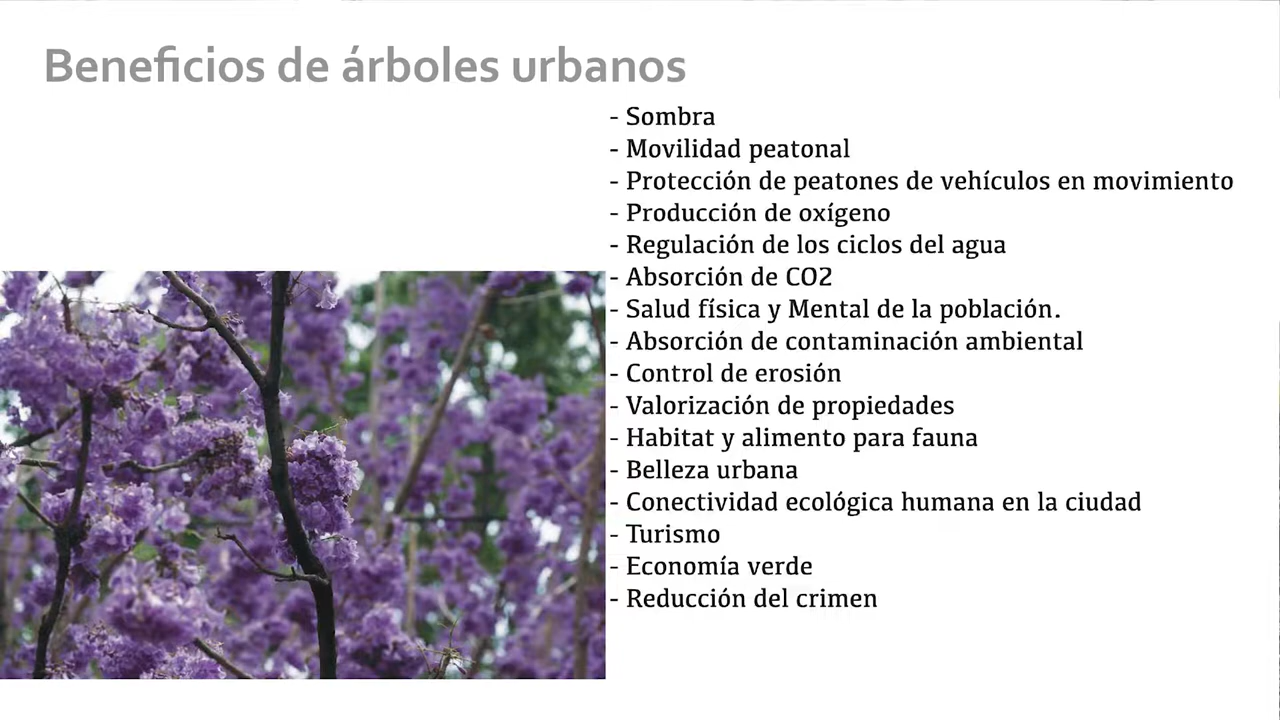 Beneficios de árboles urbanos
- Sombra
- Movilidad peatonal
- Protección de peatones de vehículos en movimiento
- Producción de oxígeno
- Regulación de los ciclos del agua
- Absorción de CO2
- Salud física y Mental de la población.
- Absorción de contaminación ambiental
- Control de erosión
- Valorización de propiedades
- Habitat y alimento para fauna
- Belleza urbana
- Conectividad ecológica humana en la ciudad
- Turismo
- Economía verde
- Reducción del crimen